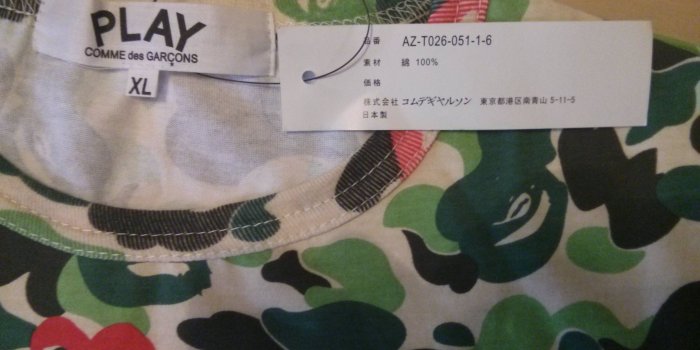 PLAY
COMME des GARÇONS
XL
品番 AZ-T026-051-1-6
素材 綿 100%
価格
株式会社 コムデギャルソン 東京都港区南青山 5-11-5
日本製